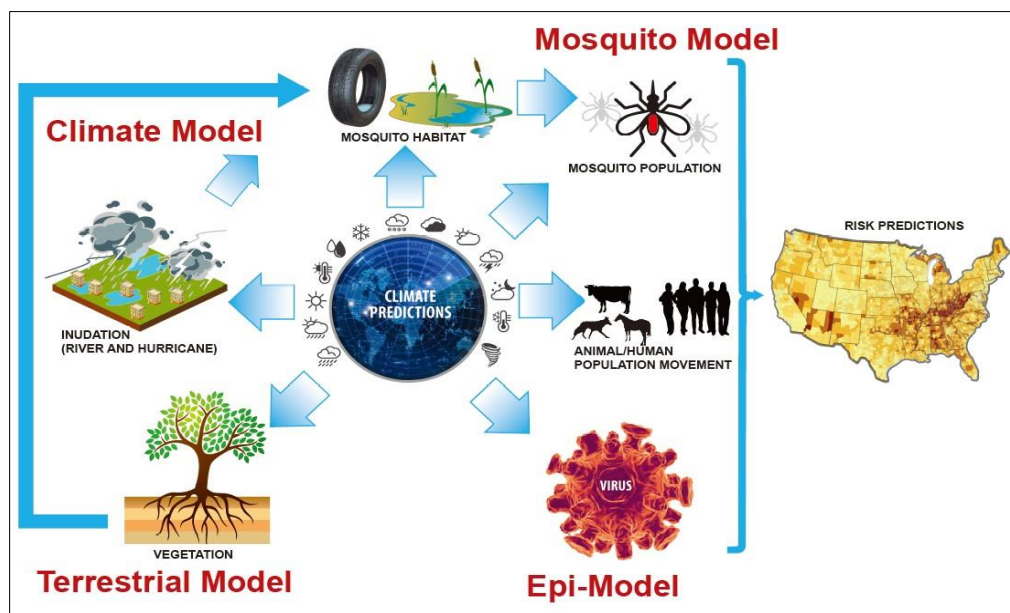 Mosquito Model
Climate Model
MOSQUITO HABITAT
MOSQUITO POPULATION
RISK PREDICTIONS
CLIMATE
PREDICTIONS
INUDATION
(RIVER AND HURRICANE)
ANIMAL/HUMAN
POPULATION MOVEMENT
VIRUS
VEGETATION
Terrestrial Model
Epi-Model